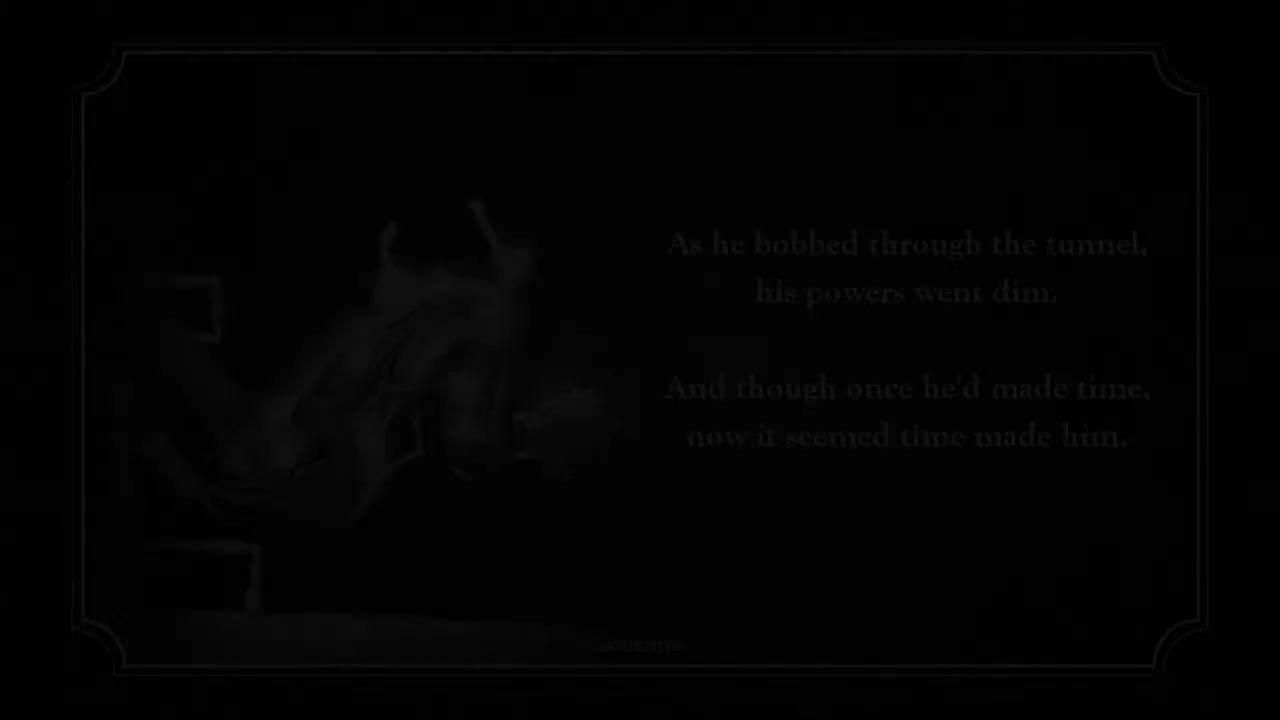 As he bobbed through the tunnel,
his powers went dim.
And though once he'd made time,
now it seemed time made him.